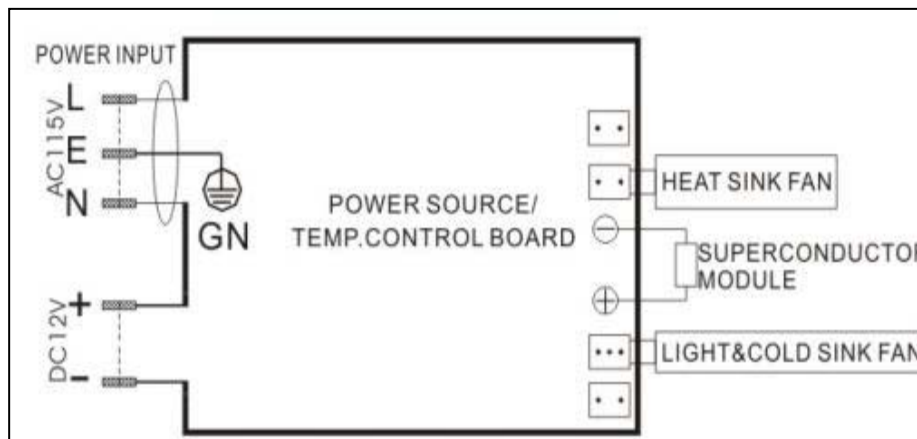 POWER INPUT
AC115V
L
E
N
GN
DC12V
+
-
POWER SOURCE/
TEMP.CONTROL BOARD
HEAT SINK FAN
-
+
SUPERCONDUCTOR
MODULE
LIGHT&COLD SINK FAN